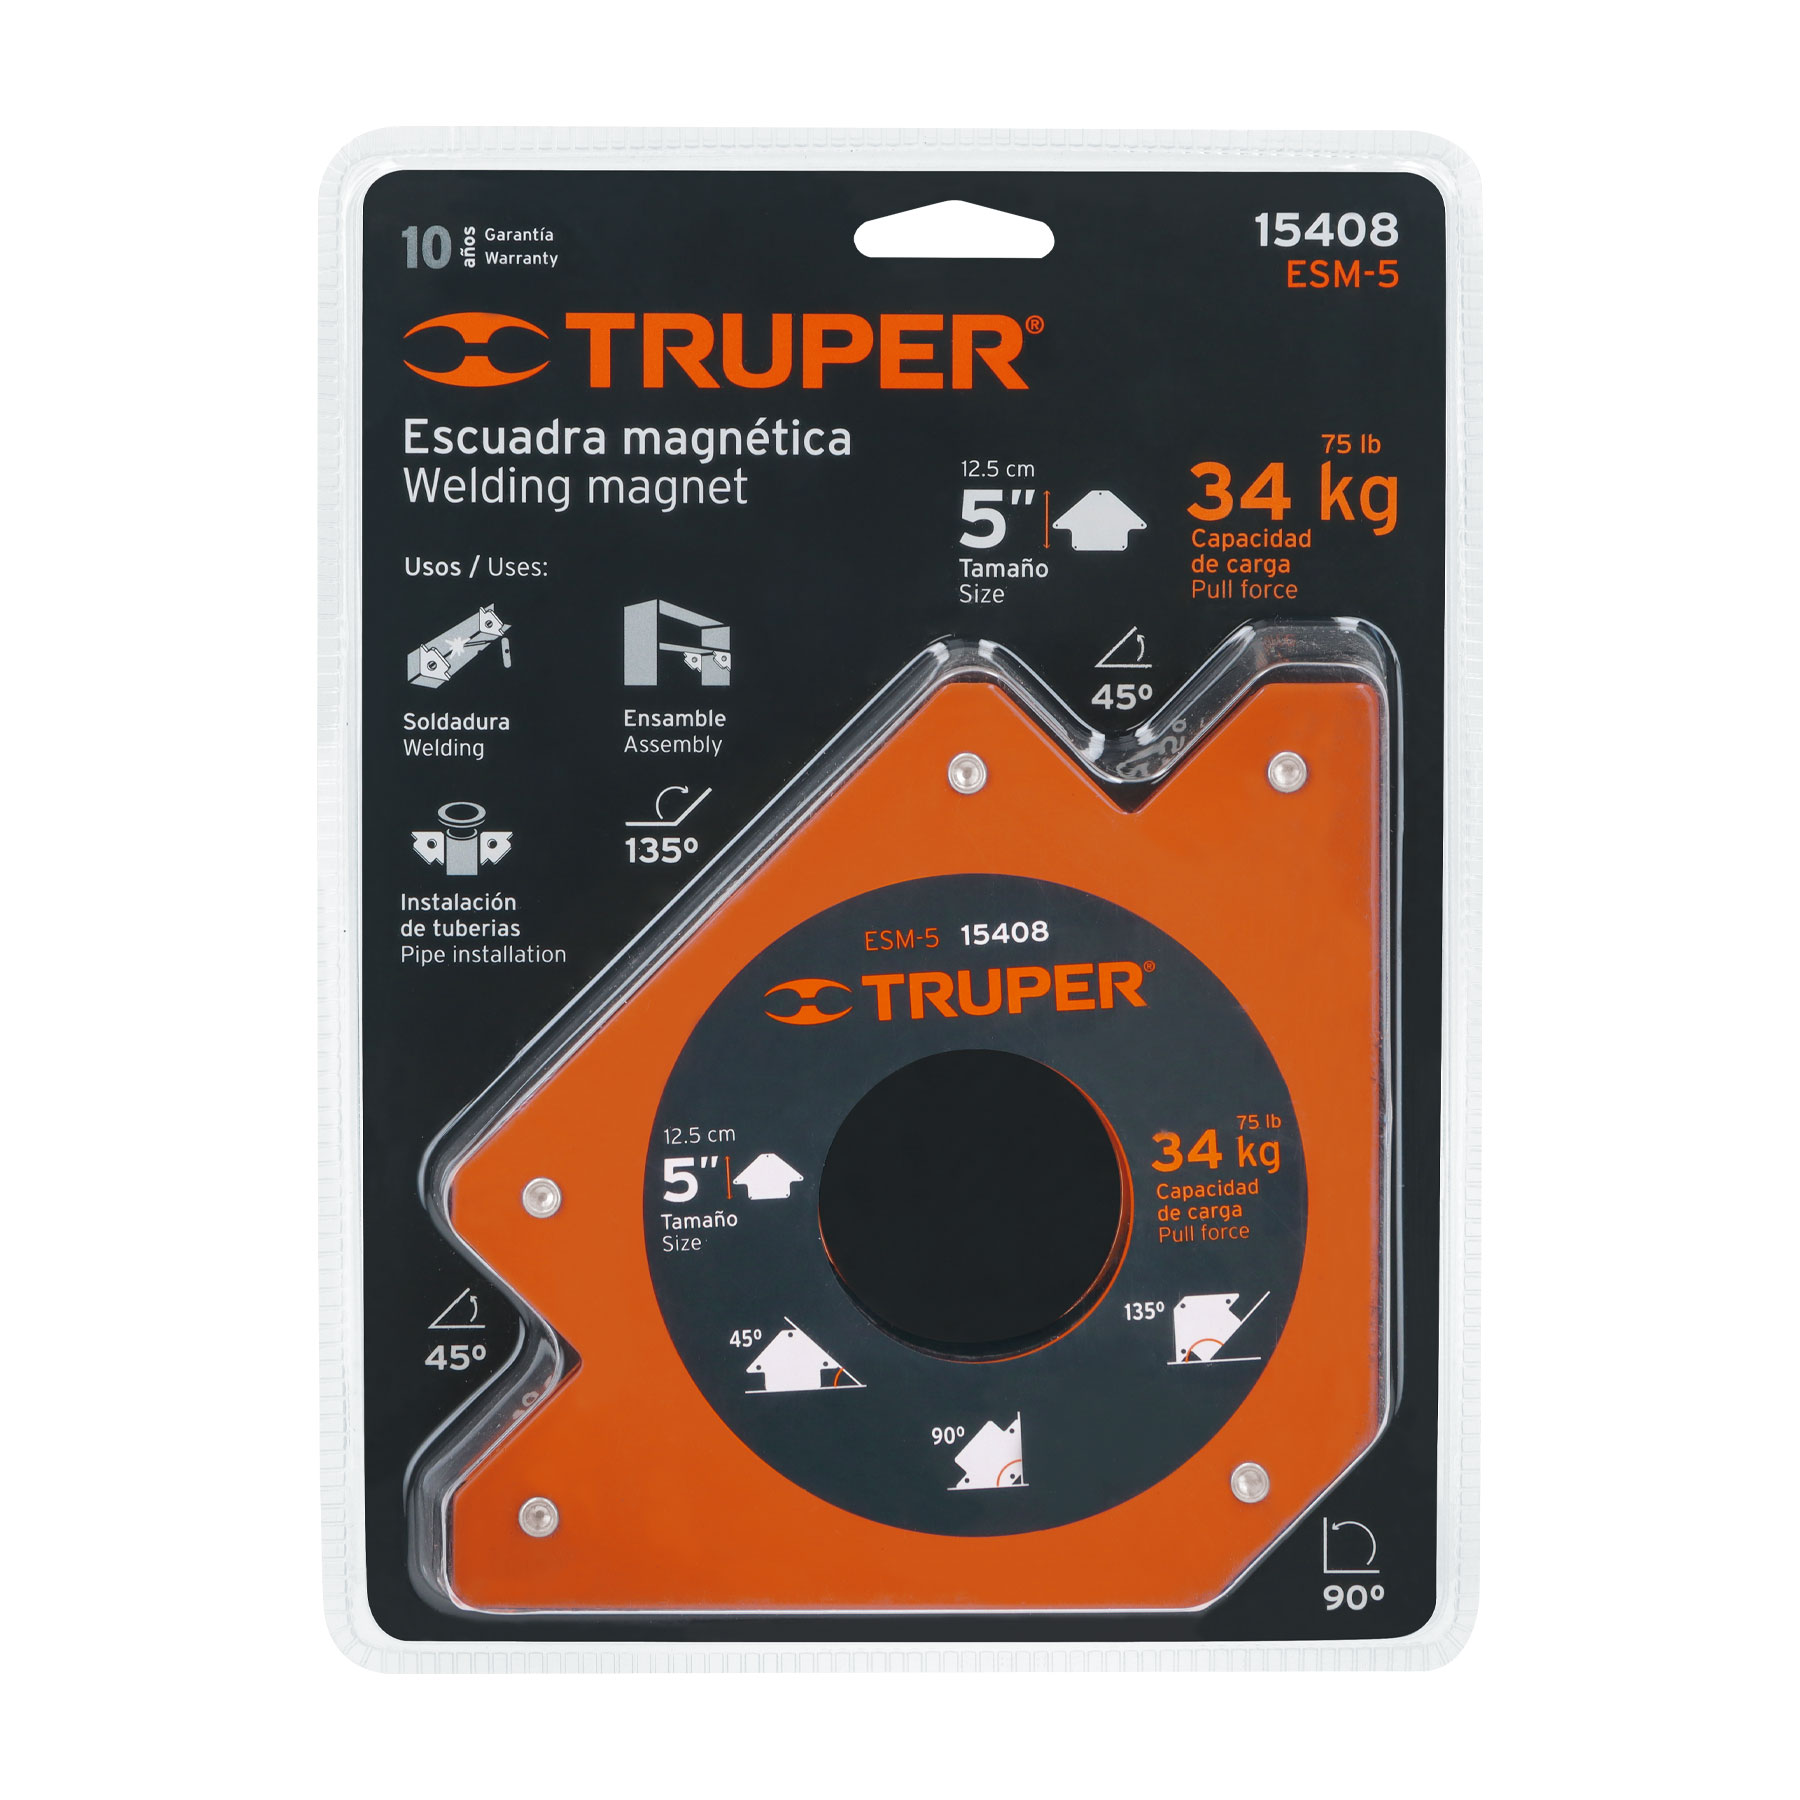 10 años
Garantía
Warranty
15408
ESM-5
TRUPER®
Escuadra magnética
Welding magnet
12.5 cm
5"
Tamaño
Size
75 lb
34 kg
Capacidad
de carga
Pull force
Usos / Uses:
Soldadura
Welding
Ensamble
Assembly
135º
Instalación
de tuberias
Pipe installation
45º
ESM-5 15408
TRUPER®
12.5 cm
5"
Tamaño
Size
75 lb
34 kg
Capacidad
de carga
Pull force
45º
135º
90º
45º
90º